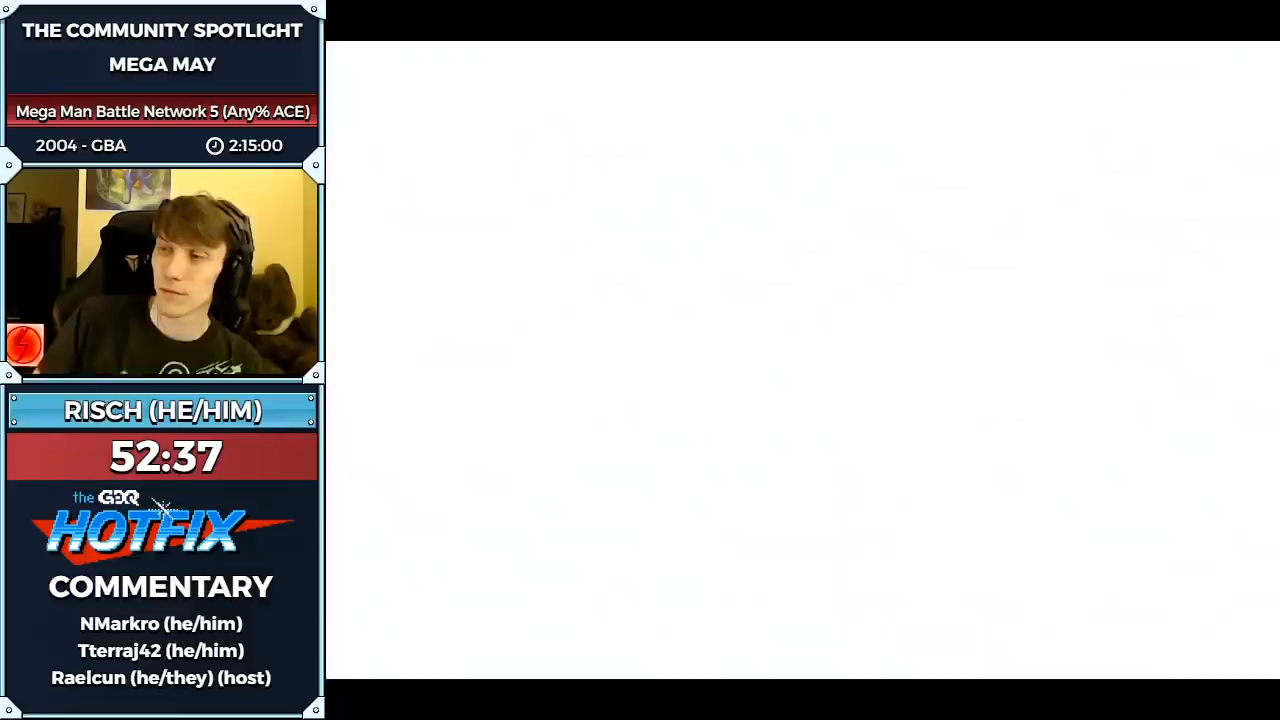 THE COMMUNITY SPOTLIGHT
MEGA MAY
Mega Man Battle Network 5 (Any% ACE)
2004 - GBA
2:15:00
RISCH (HE/HIM)
52:37
the GDQ
HOTFIX
COMMENTARY
NMarkro (he/him)
Tterraj42 (he/him)
Raelcun (he/they) (host)